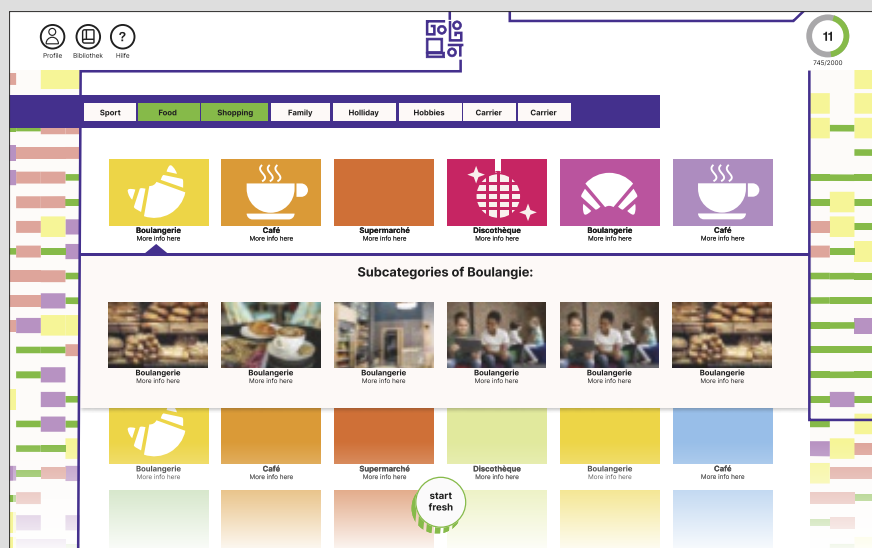 GOLO
LOT
11
Profile Bibliothek Hilfe
745/2000
Sport Food Shopping Family Holliday Hobbies Carrier Carrier
Boulangerie Café Supermarché Discothèque Boulangerie Café
More info here More info here More info here More info here More info here More info here
Subcategories of Boulangie:
Boulangerie Boulangerie Boulangerie Boulangerie Boulangerie Boulangerie
More info here More info here More info here More info here More info here More info here
Boulangerie Café Supermarché Discothèque Boulangerie Café
More info here More info here More info here More info here More info here More info here
start
fresh